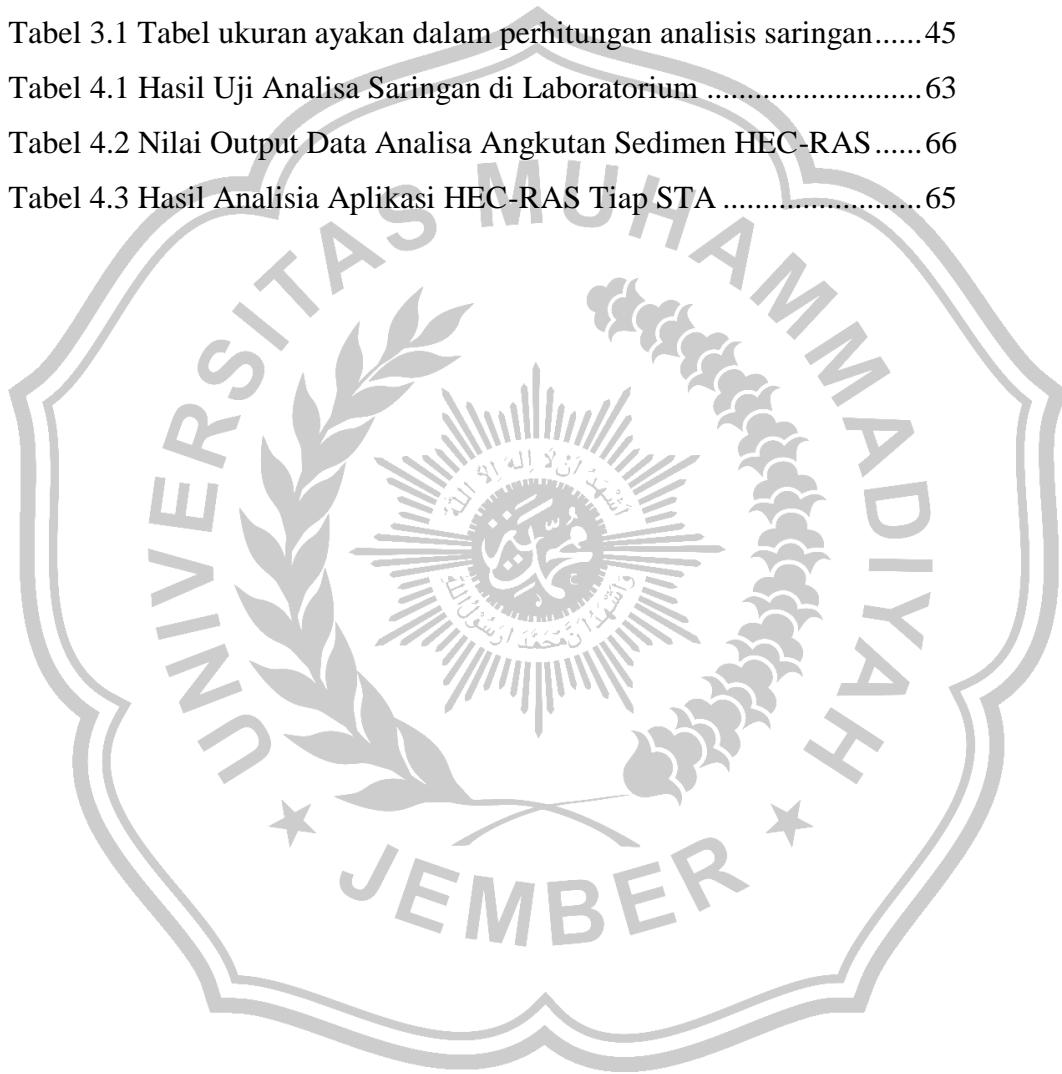 Tabel 3.1 Tabel ukuran ayakan dalam perhitungan analisis saringan......45
Tabel 4.1 Hasil Uji Analisa Saringan di Laboratorium ..........................63
Tabel 4.2 Nilai Output Data Analisa Angkutan Sedimen HEC-RAS......66
Tabel 4.3 Hasil Analisia Aplikasi HEC-RAS Tiap STA ........................65
UNIVERSITAS MUHAMMADIYAH
JEMBER